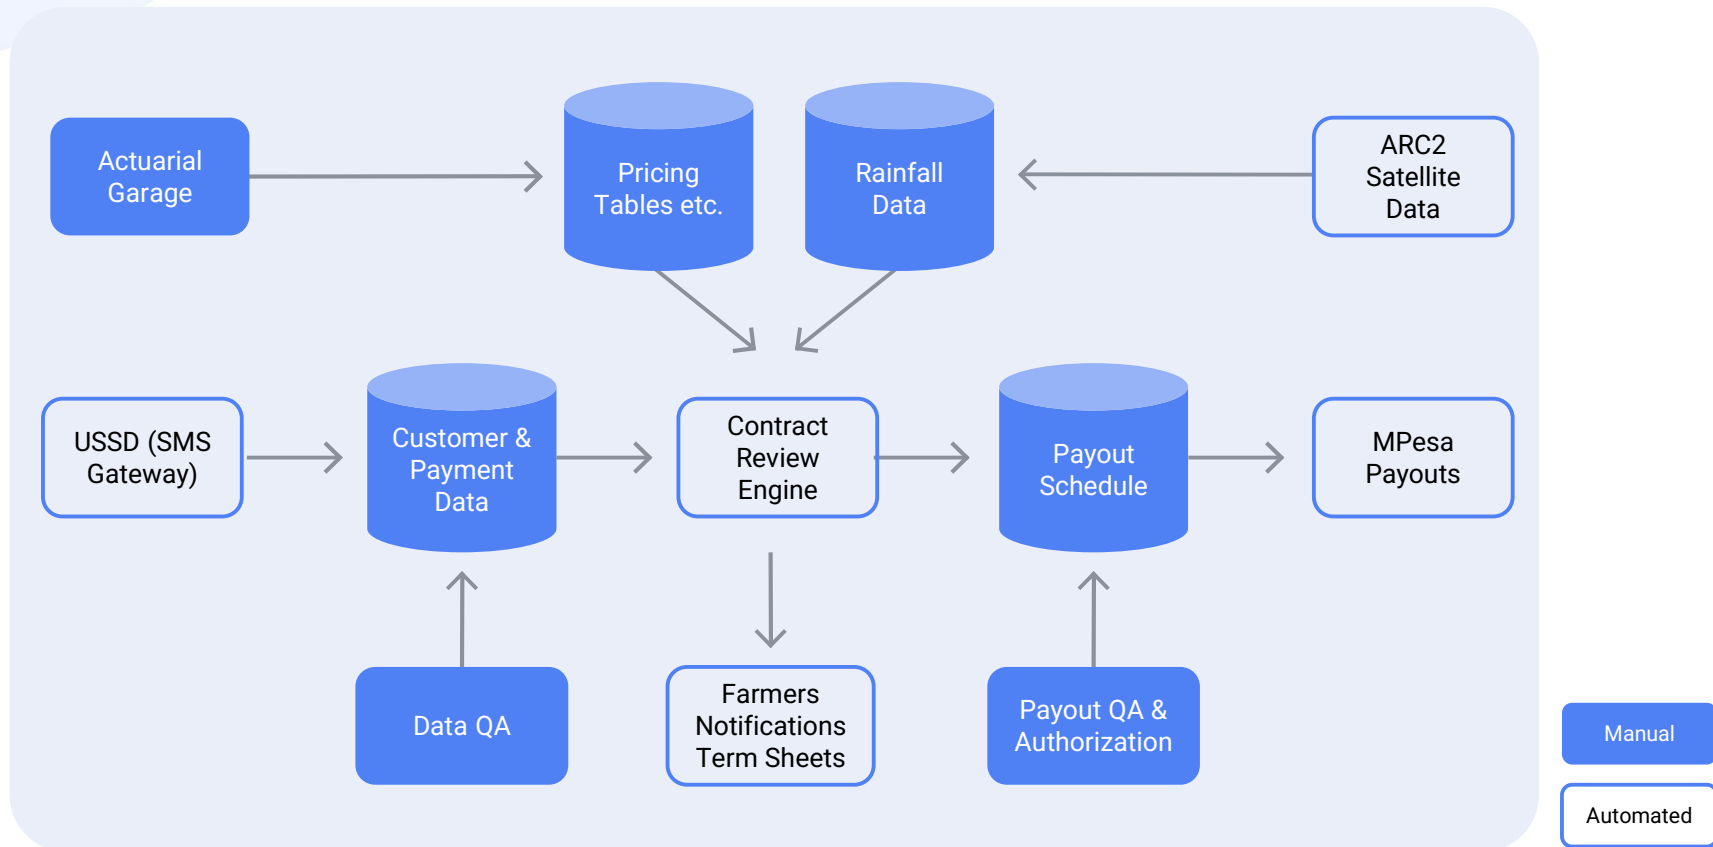 Actuarial
Garage
Pricing
Tables etc.
Rainfall
Data
ARC2
Satellite
Data
USSD (SMS
Gateway)
Customer &
Payment
Data
Contract
Review
Engine
Payout
Schedule
MPesa
Payouts
Data QA
Farmers
Notifications
Term Sheets
Payout QA &
Authorization
Manual
Automated